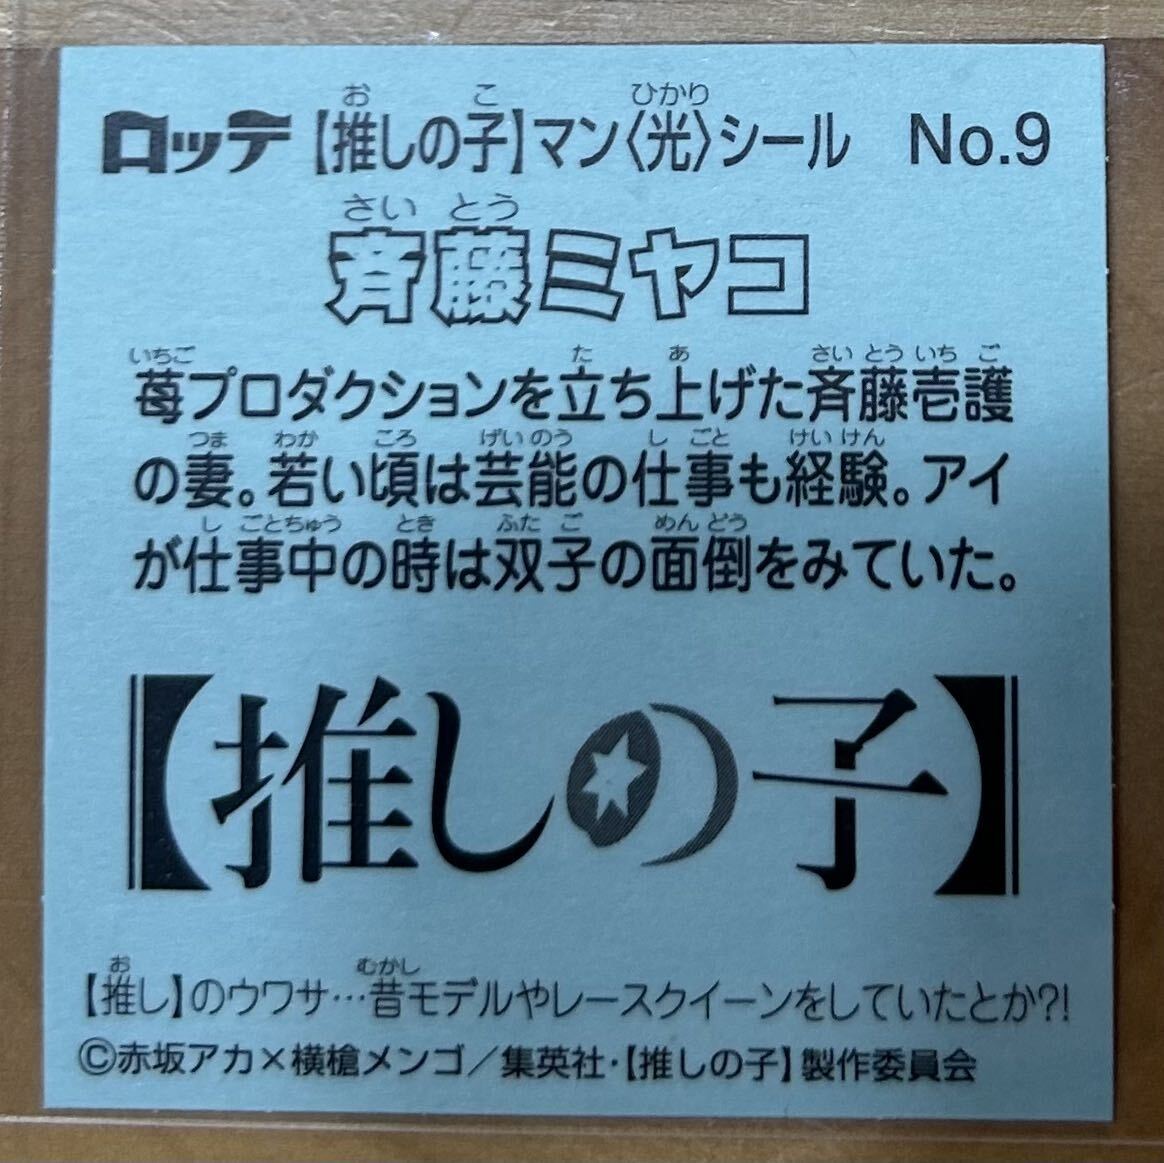 ロッテ 【推しの子】マン〈光〉シール No.9
斉藤ミヤコ
苺プロダクションを立ち上げた斉藤壱護
の妻。若い頃は芸能の仕事も経験。アイ
が仕事中の時は双子の面倒をみていた。
【推しの子】
【推し】のウワサ…昔モデルやレースクイーンをしていたとか?!
©赤坂アカ×横槍メンゴ／集英社・【推しの子】製作委員会